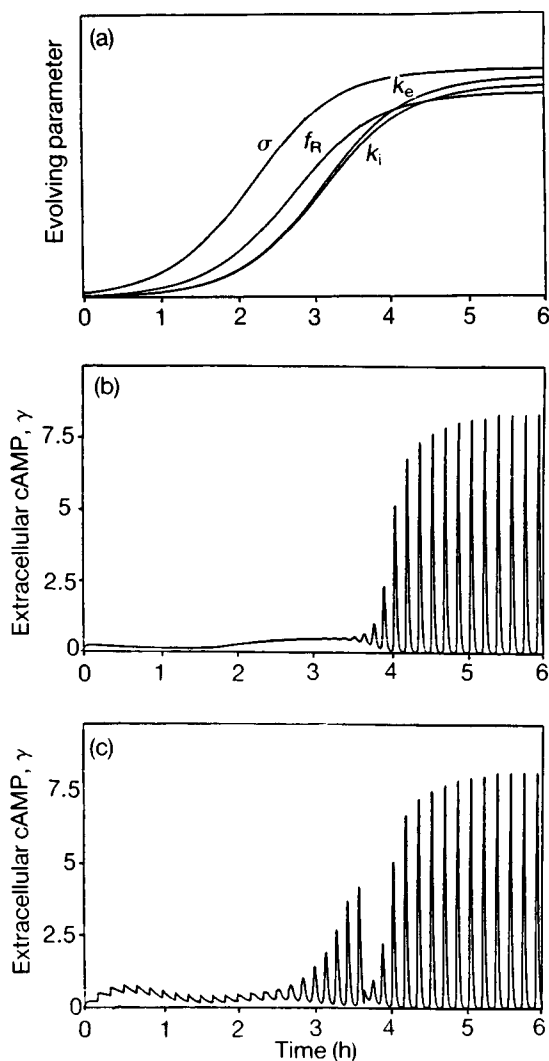 (a)
Evolving parameter
σ
f_R
k_e
k_i
0 1 2 3 4 5 6
(b)
Extracellular cAMP, γ
7.5
5
2.5
0
0 1 2 3 4 5 6
(c)
Extracellular cAMP, γ
7.5
5
2.5
0
0 1 2 3 4 5 6
Time (h)